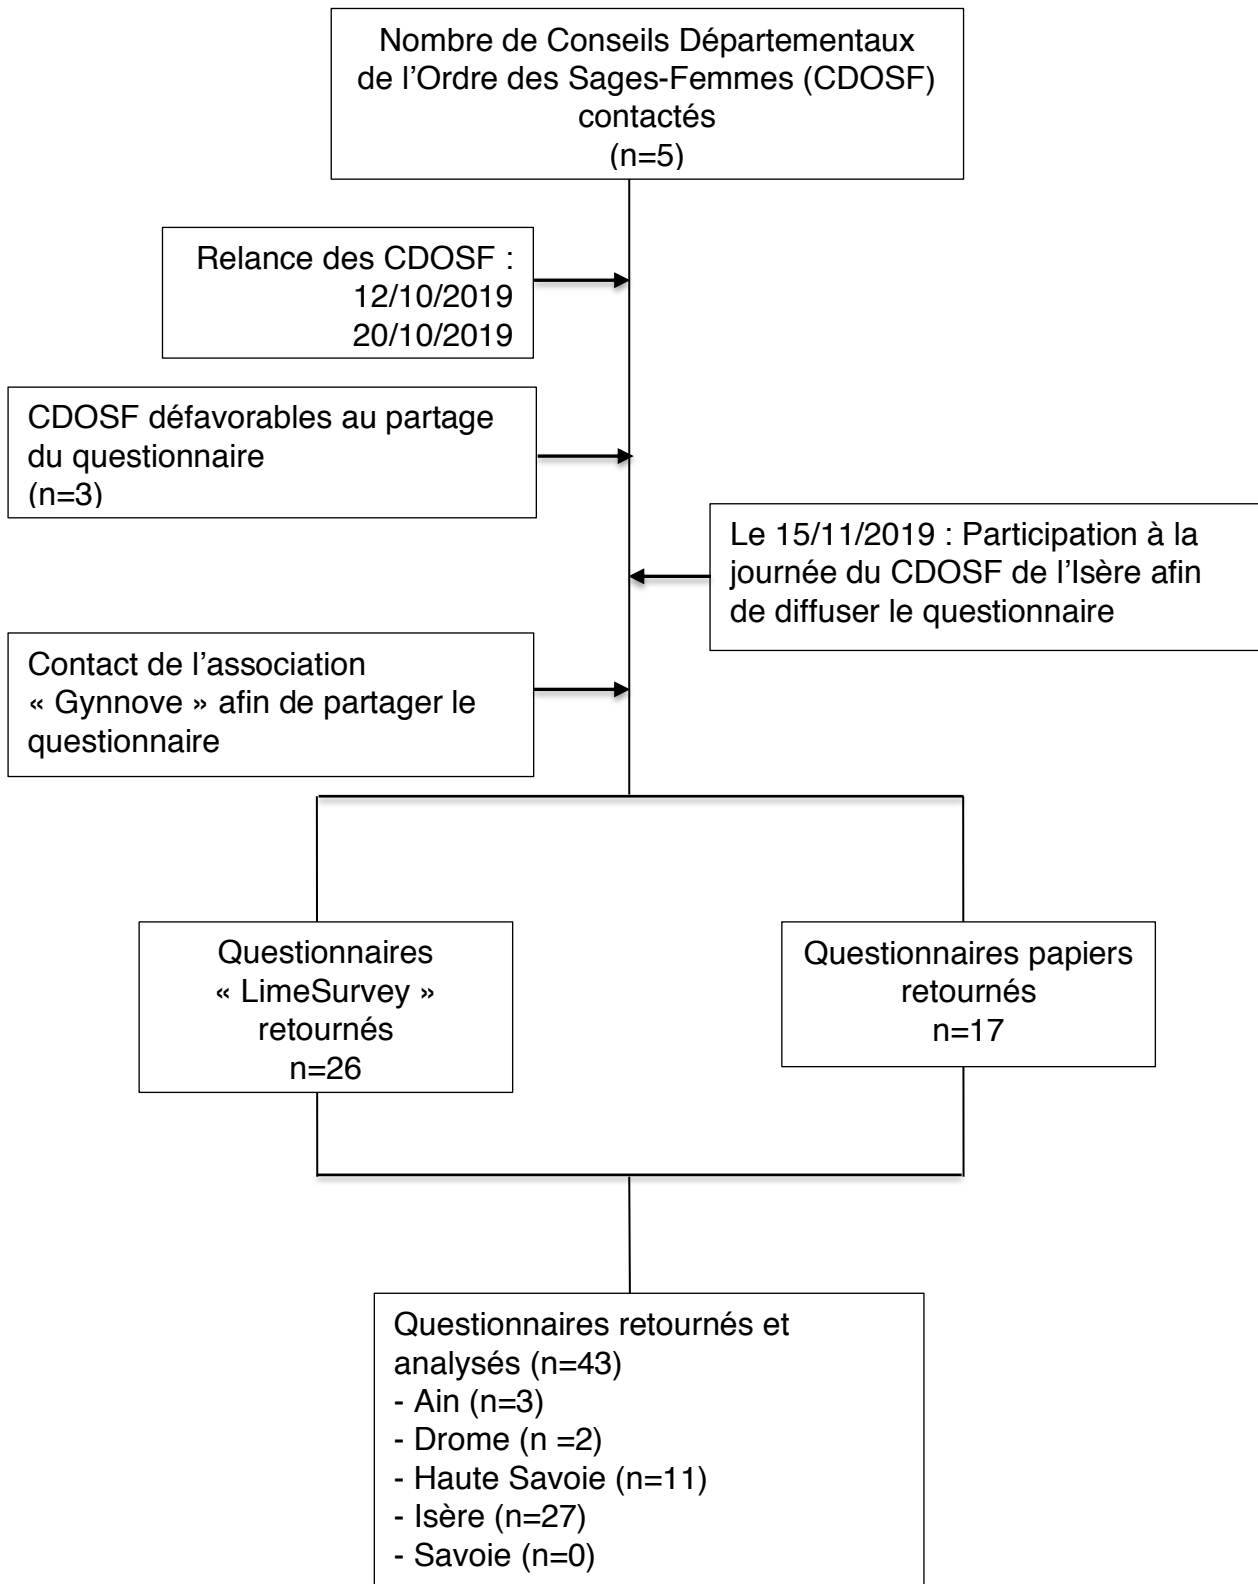 Nombre de Conseils Départementaux
de l’Ordre des Sages-Femmes (CDOSF)
contactés
(n=5)
Relance des CDOSF :
12/10/2019
20/10/2019
CDOSF défavorables au partage
du questionnaire
(n=3)
Le 15/11/2019 : Participation à la
journée du CDOSF de l’Isère afin
de diffuser le questionnaire
Contact de l’association
« Gynnove » afin de partager le
questionnaire
Questionnaires
« LimeSurvey »
retournés
n=26
Questionnaires papiers
retournés
n=17
Questionnaires retournés et
analysés (n=43)
- Ain (n=3)
- Drome (n =2)
- Haute Savoie (n=11)
- Isère (n=27)
- Savoie (n=0)